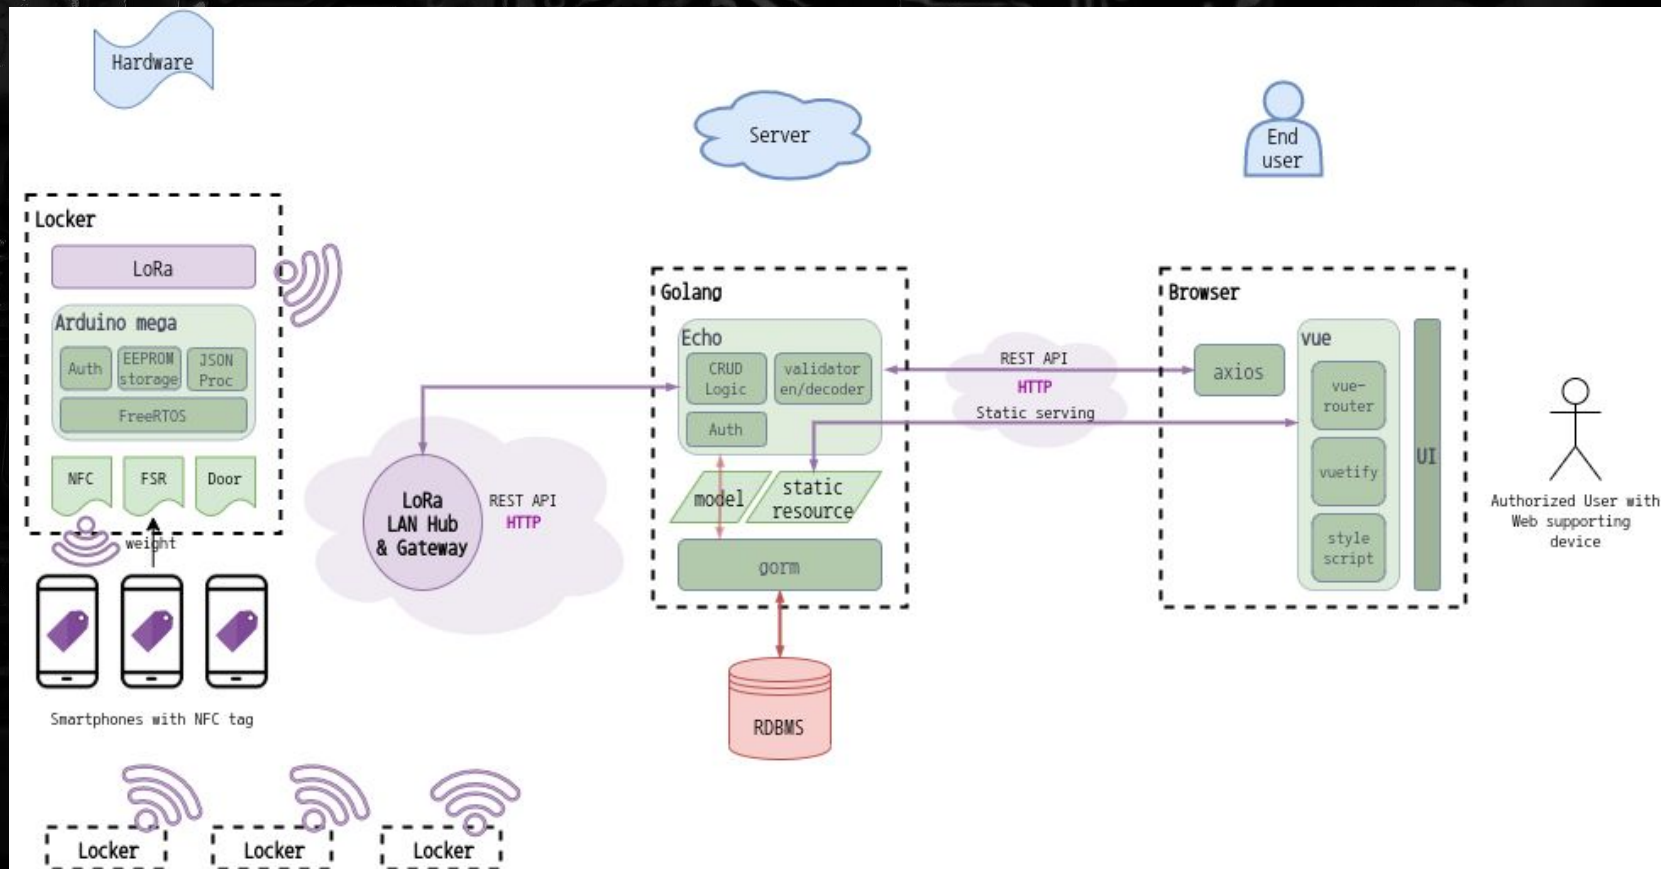 Hardware
Server
End
user
Locker
LoRa
Arduino mega
Auth
EEPROM
storage
JSON
Proc
FreeRTOS
NFC
FSR
Door
weight
Smartphones with NFC tag
Locker
Locker
Locker
LoRa
LAN Hub
& Gateway
REST API
HTTP
Golang
Echo
CRUD
Logic
validator
en/decoder
Auth
model
static
resource
gorm
RDBMS
REST API
HTTP
Static serving
Browser
axios
vue
vue-
router
vuetify
style
script
UI
Authorized User with
Web supporting
device